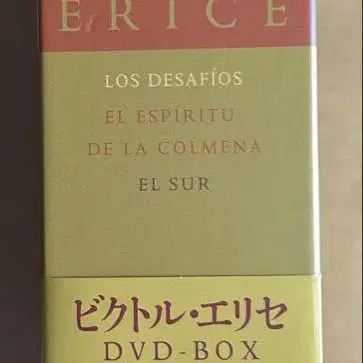 ERICE
LOS DESAFÍOS
EL ESPÍRITU
DE LA COLMENA
EL SUR
ビクトル・エリセ
DVD-BOX